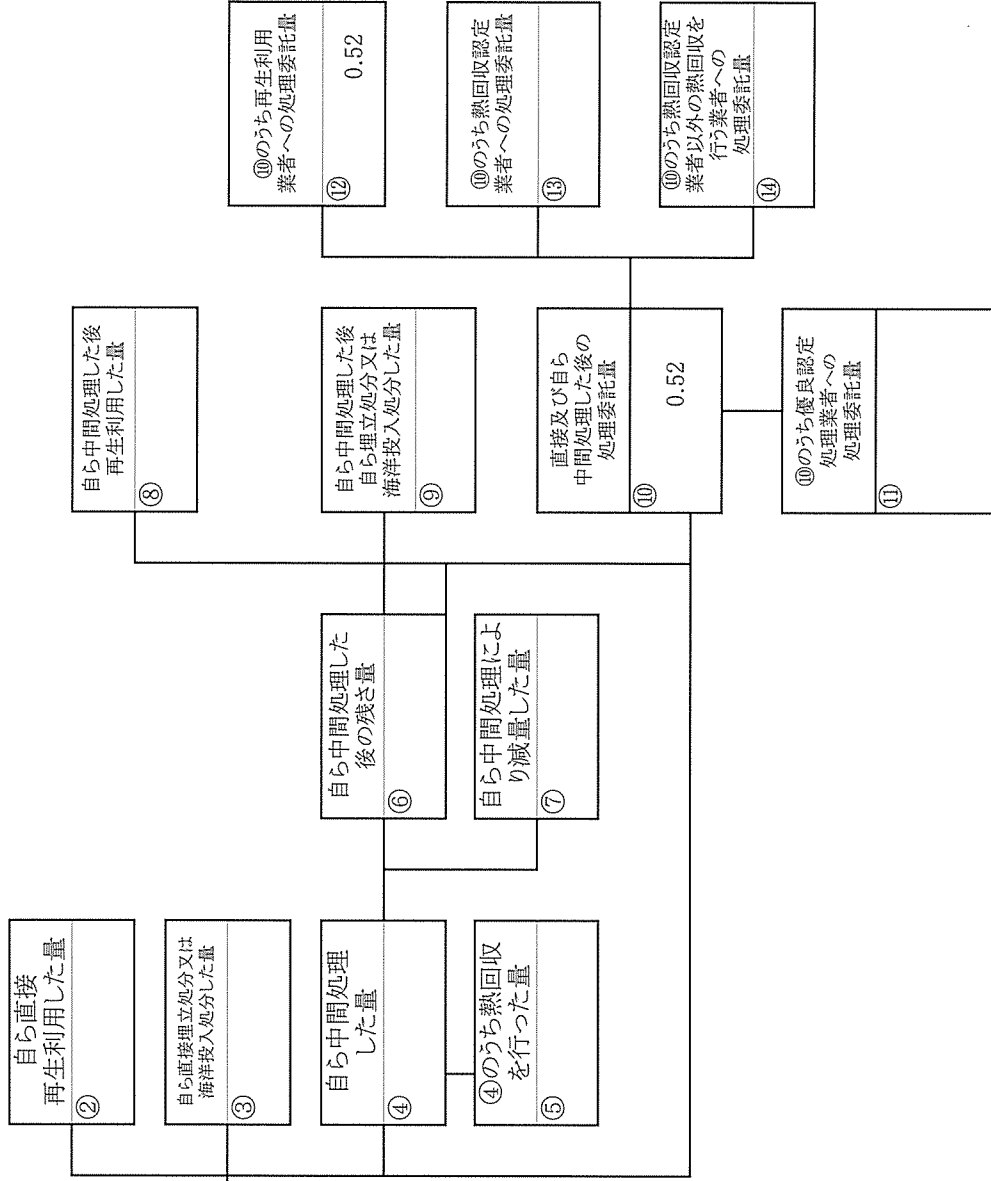 自ら直接
再生利用した量
②
自ら直接埋立処分又は
海洋投入処分した量
③
自ら中間処理
した量
④
④のうち熱回収
を行った量
⑤
自ら中間処理した
後の残さ量
⑥
自ら中間処理によ
り減量した量
⑦
自ら中間処理した後
再生利用した量
⑧
自ら中間処理した後
自ら埋立処分又は
海洋投入処分した量
⑨
直接及び自ら
中間処理した後の
処理委託量
⑩
0.52
⑩のうち優良認定
処理業者への
処理委託量
⑪
⑩のうち再生利用
業者への処理委託量
⑫
0.52
⑩のうち熱回収認定
業者への処理委託量
⑬
⑩のうち熱回収認定
業者以外の熱回収を
行う業者への
処理委託量
⑭